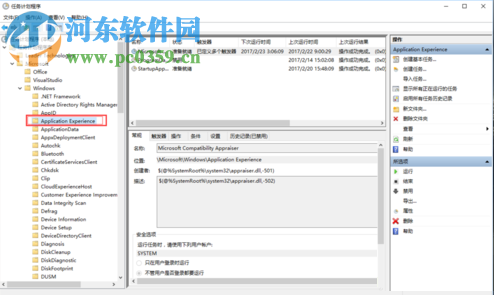 任务计划程序
河东软件园
www.pc0359.cn
文件(F)
Microsoft
Office
VisualStudio
Windows
.NET Framework
Active Directory Rights Manage
AppID
Application Experience
ApplicationData
AppxDeploymentClient
Autochk
Bluetooth
CertificateServicesClient
Chkdsk
Clip
CloudExperienceHost
Customer Experience Improvem
Data Integrity Scan
Defrag
Device Information
Device Setup
DeviceDirectoryClient
Diagnosis
DiskCleanup
DiskDiagnostic
DiskFootprint
DUSM
名称 状态 触发器 下次运行时间 上次运行时间 上次运行结果
准备就绪 已定义多个触发器 2017/2/23 3:06:29 2017/2/22 9:09:29 操作成功完成。(0x0)
准备就绪 2017/2/14 15:02:08 操作成功完成。(0x0)
StartupApp... 准备就绪 2017/2/20 15:48:09 操作成功完成。(0x0)
常规 触发器 操作 条件 设置 历史记录(已禁用)
名称: Microsoft Compatibility Appraiser
位置: \Microsoft\Windows\Application Experience
创建者: $(@%SystemRoot%\system32\appraiser.dll,-501)
描述: $(@%SystemRoot%\system32\appraiser.dll,-502)
安全选项
运行任务时,请使用下列用户帐户:
SYSTEM
只在用户登录时运行
不管用户是否登录都要运行
操作
Application Experience
创建基本任务...
创建任务...
导入任务...
显示所有正在运行的任务
启用所有任务历史记录
新文件夹...
删除文件夹
查看
刷新
帮助
所选项
运行
结束
禁用
导出...
属性
删除
帮助